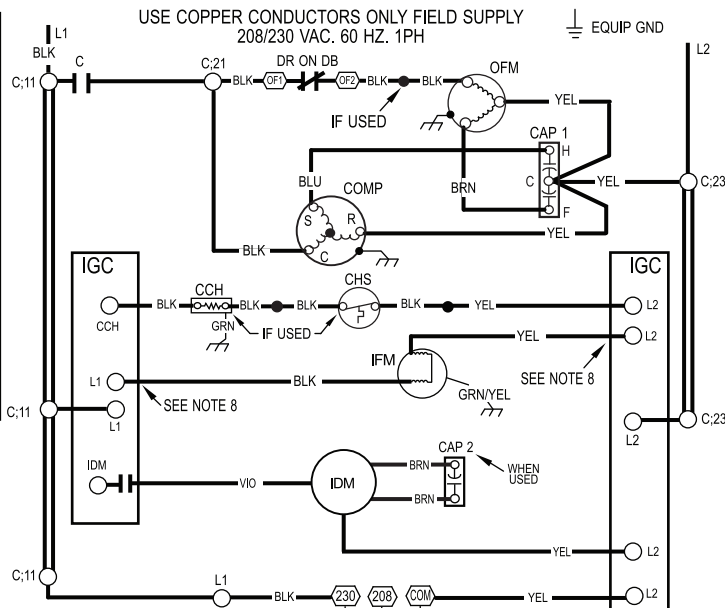 USE COPPER CONDUCTORS ONLY FIELD SUPPLY
208/230 VAC. 60 HZ. 1PH
EQUIP GND
L1
BLK
L2
C;11
C
C;21
BLK
OF1
DR ON DB
OF2
BLK
BLK
OFM
IF USED
YEL
CAP 1
H
C
F
BLU
COMP
BRN
YEL
C;23
S
R
C
BLK
YEL
IGC
IGC
CCH
BLK
CCH
BLK
BLK
CHS
BLK
YEL
L2
GRN
IF USED
L2
YEL
IFM
L1
BLK
GRN/YEL
SEE NOTE 8
SEE NOTE 8
C;11
L1
L2
C;23
IDM
VIO
IDM
BRN
BRN
CAP 2
WHEN
USED
YEL
L2
C;11
L1
BLK
230
208
COM
YEL
L2